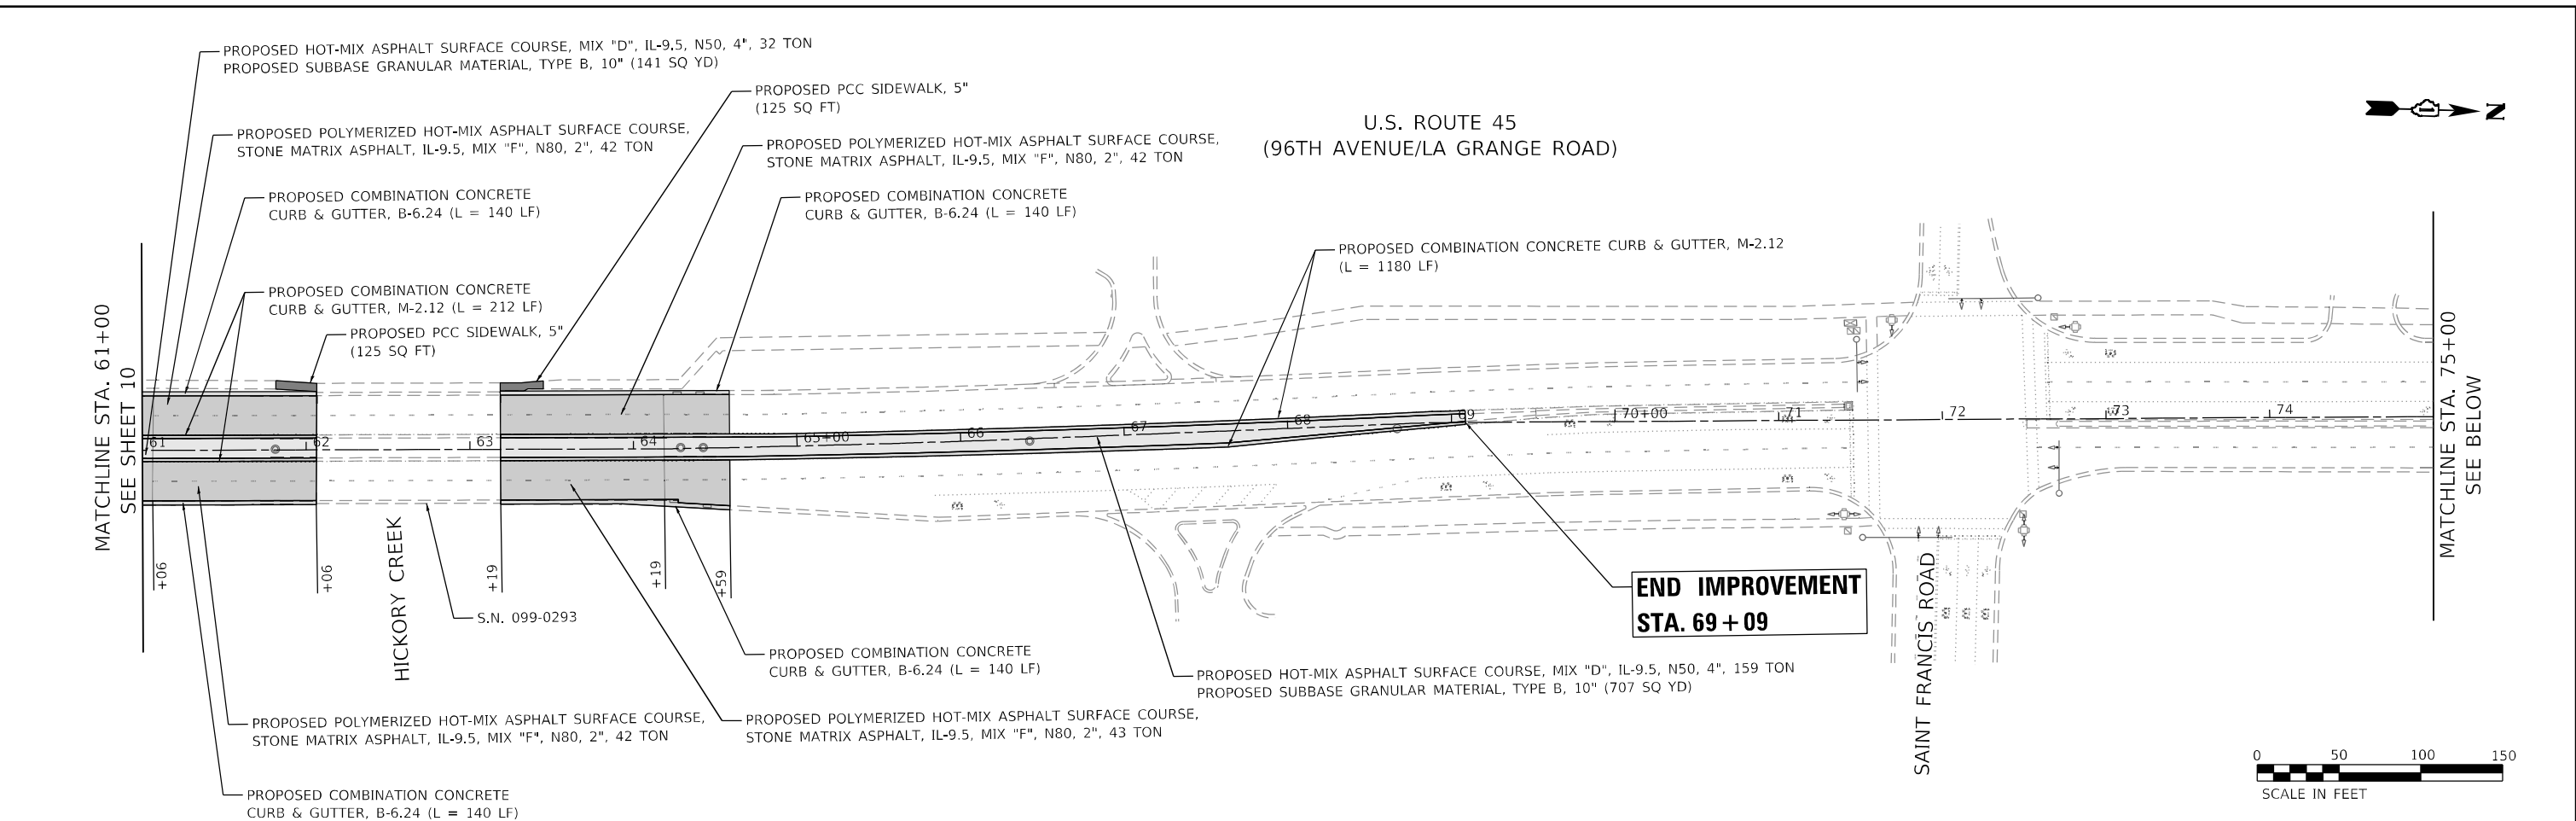 PROPOSED HOT-MIX ASPHALT SURFACE COURSE, MIX "D", IL-9.5, N50, 4", 32 TON
PROPOSED SUBBASE GRANULAR MATERIAL, TYPE B, 10" (141 SQ YD)
PROPOSED PCC SIDEWALK, 5"
(125 SQ FT)
PROPOSED POLYMERIZED HOT-MIX ASPHALT SURFACE COURSE,
STONE MATRIX ASPHALT, IL-9.5, MIX "F", N80, 2", 42 TON
PROPOSED POLYMERIZED HOT-MIX ASPHALT SURFACE COURSE,
STONE MATRIX ASPHALT, IL-9.5, MIX "F", N80, 2", 42 TON
U.S. ROUTE 45
(96TH AVENUE/LA GRANGE ROAD)
N
PROPOSED COMBINATION CONCRETE
CURB & GUTTER, B-6.24 (L = 140 LF)
PROPOSED COMBINATION CONCRETE
CURB & GUTTER, B-6.24 (L = 140 LF)
PROPOSED COMBINATION CONCRETE CURB & GUTTER, M-2.12
(L = 1180 LF)
PROPOSED COMBINATION CONCRETE
CURB & GUTTER, M-2.12 (L = 212 LF)
PROPOSED PCC SIDEWALK, 5"
(125 SQ FT)
MATCHLINE STA. 61+00
SEE SHEET 10
61
62
63
64
65+00
66
67
68
69
70+00
71
72
73
74
MATCHLINE STA. 75+00
SEE BELOW
+06
+06
HICKORY CREEK
+19
+19
+59
S.N. 099-0293
END IMPROVEMENT
STA. 69+09
SAINT FRANCIS ROAD
PROPOSED COMBINATION CONCRETE
CURB & GUTTER, B-6.24 (L = 140 LF)
PROPOSED HOT-MIX ASPHALT SURFACE COURSE, MIX "D", IL-9.5, N50, 4", 159 TON
PROPOSED SUBBASE GRANULAR MATERIAL, TYPE B, 10" (707 SQ YD)
PROPOSED POLYMERIZED HOT-MIX ASPHALT SURFACE COURSE,
STONE MATRIX ASPHALT, IL-9.5, MIX "F", N80, 2", 42 TON
PROPOSED POLYMERIZED HOT-MIX ASPHALT SURFACE COURSE,
STONE MATRIX ASPHALT, IL-9.5, MIX "F", N80, 2", 43 TON
PROPOSED COMBINATION CONCRETE
CURB & GUTTER, B-6.24 (L = 140 LF)
0 50 100 150
SCALE IN FEET